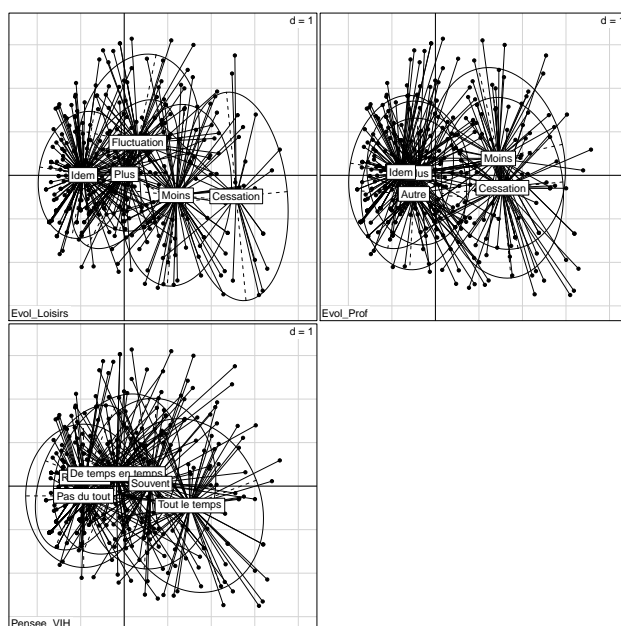 d = 1
Fluctuation
Idem
Plus
Moins
Cessation
Evol_Loisirs
d = 1
Moins
Idem
Cessation
Autre
Evol_Prof
d = 1
De temps en temps
Souvent
Pas du tout
Tout le temps
Pensee_VIH